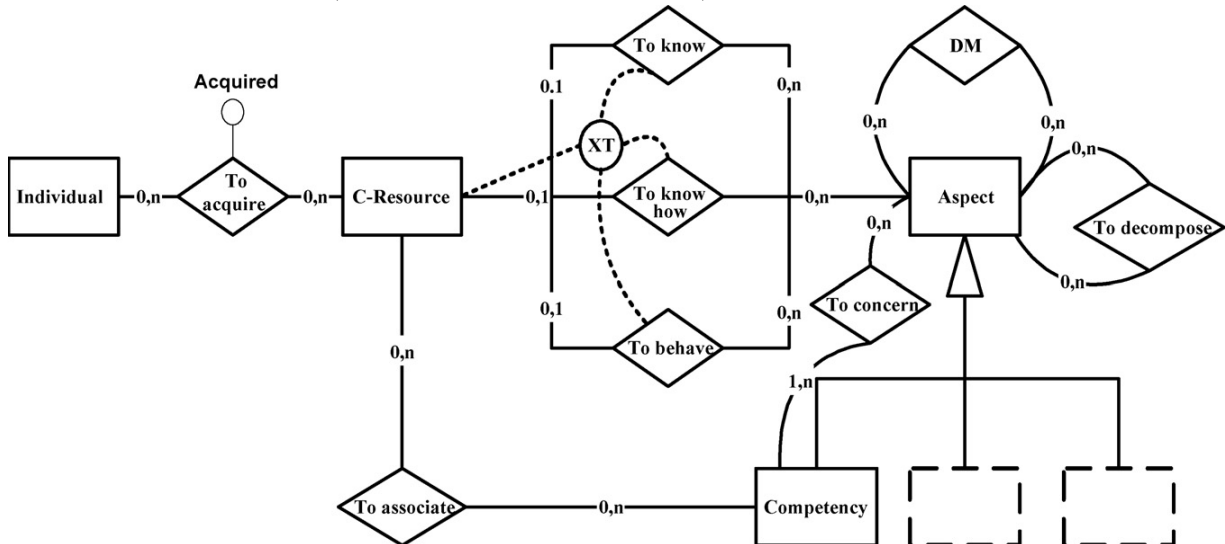 To know
DM
Acquired
0.1
0,n
0,n
0,n
XT
0,n
Individual
0,n
To
acquire
0,n
C-Resource
0,1
To know
how
0,n
Aspect
To decompose
0,n
0,n
To concern
0,1
0,n
0,n
To behave
1,n
To associate
0,n
Competency